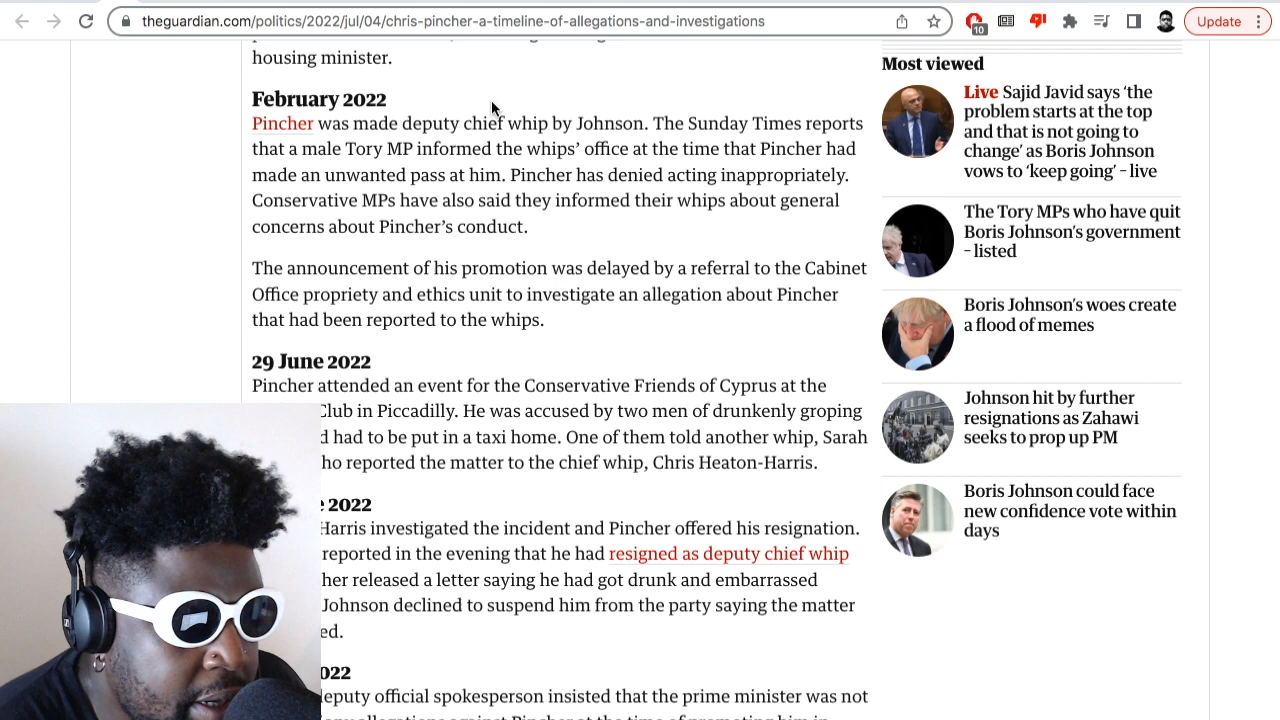 theguardian.com/politics/2022/jul/04/chris-pincher-a-timeline-of-allegations-and-investigations
10
Update
housing minister.
February 2022
Pincher was made deputy chief whip by Johnson. The Sunday Times reports
that a male Tory MP informed the whips’ office at the time that Pincher had
made an unwanted pass at him. Pincher has denied acting inappropriately.
Conservative MPs have also said they informed their whips about general
concerns about Pincher’s conduct.
The announcement of his promotion was delayed by a referral to the Cabinet
Office propriety and ethics unit to investigate an allegation about Pincher
that had been reported to the whips.
29 June 2022
Pincher attended an event for the Conservative Friends of Cyprus at the
Club in Piccadilly. He was accused by two men of drunkenly groping
had to be put in a taxi home. One of them told another whip, Sarah
ho reported the matter to the chief whip, Chris Heaton-Harris.
2022
Harris investigated the incident and Pincher offered his resignation.
reported in the evening that he had resigned as deputy chief whip
her released a letter saying he had got drunk and embarrassed
Johnson declined to suspend him from the party saying the matter
ed.
022
eputy official spokesperson insisted that the prime minister was not
Most viewed
Live Sajid Javid says ‘the
problem starts at the top
and that is not going to
change’ as Boris Johnson
vows to ‘keep going’ – live
The Tory MPs who have quit
Boris Johnson’s government
– listed
Boris Johnson’s woes create
a flood of memes
Johnson hit by further
resignations as Zahawi
seeks to prop up PM
Boris Johnson could face
new confidence vote within
days